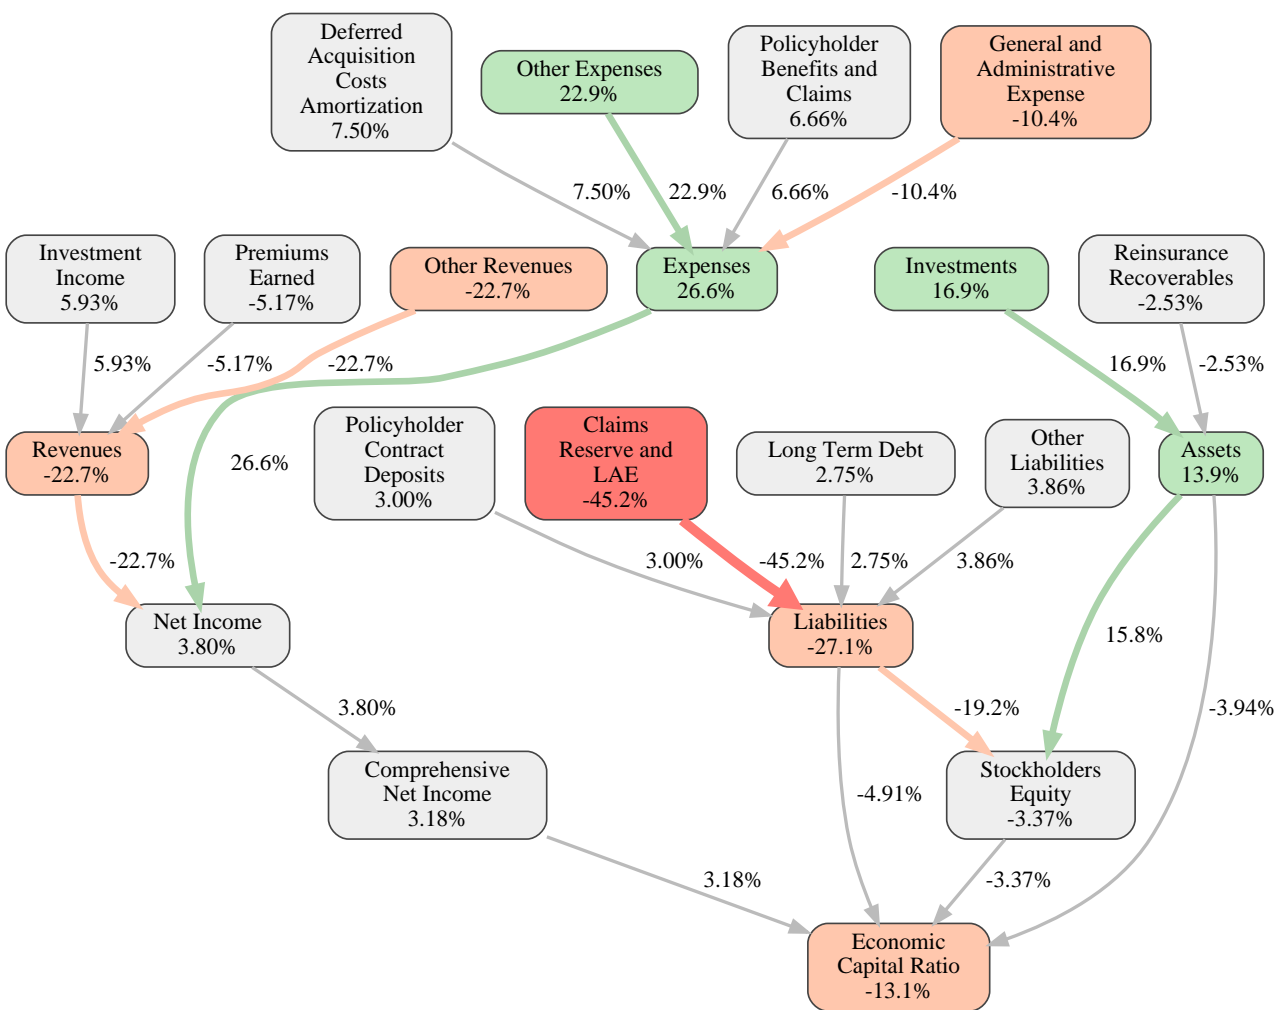 Deferred
Acquisition
Costs
Amortization
7.50%
Other Expenses
22.9%
Policyholder
Benefits and
Claims
6.66%
General and
Administrative
Expense
-10.4%
7.50%
22.9%
6.66%
-10.4%
Investment
Income
5.93%
Premiums
Earned
-5.17%
Other Revenues
-22.7%
Expenses
26.6%
Investments
16.9%
Reinsurance
Recoverables
-2.53%
5.93%
-5.17%
-22.7%
16.9%
-2.53%
Revenues
-22.7%
26.6%
Policyholder
Contract
Deposits
3.00%
Claims
Reserve and
LAE
-45.2%
Long Term Debt
2.75%
Other
Liabilities
3.86%
Assets
13.9%
-22.7%
3.00%
-45.2%
2.75%
3.86%
Net Income
3.80%
Liabilities
-27.1%
15.8%
3.80%
-19.2%
-3.94%
Comprehensive
Net Income
3.18%
-4.91%
Stockholders
Equity
-3.37%
3.18%
-3.37%
Economic
Capital Ratio
-13.1%